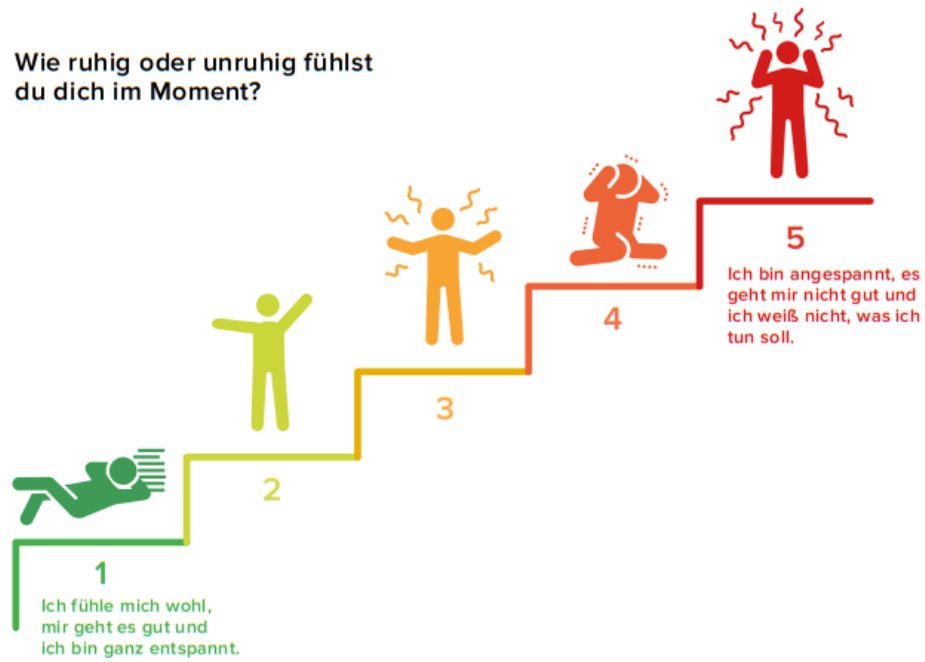 Wie ruhig oder unruhig fühlst
du dich im Moment?
5
Ich bin angespannt, es
geht mir nicht gut und
ich weiß nicht, was ich
tun soll.
4
3
2
1
Ich fühle mich wohl,
mir geht es gut und
ich bin ganz entspannt.